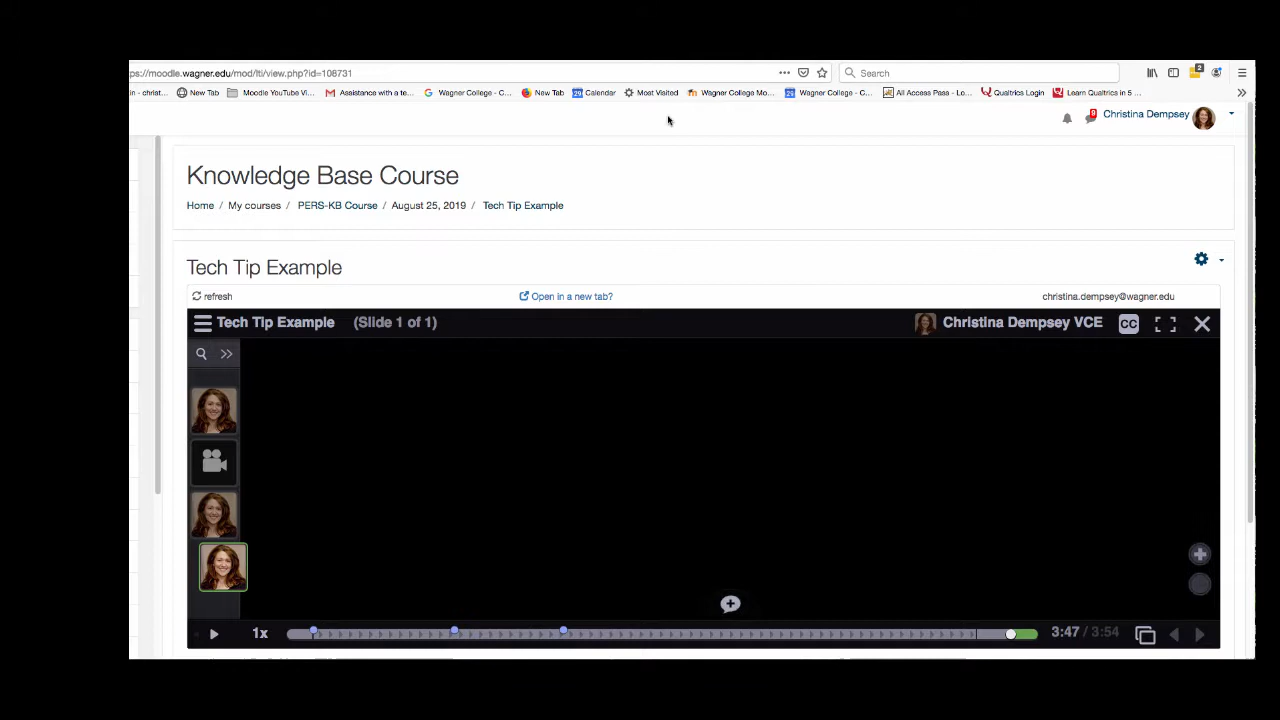 ps://moodle.wagner.edu/mod/lti/view.php?id=108731 Search 2
in - christ... New Tab Moodle YouTube Vi... Assistance with a te... Wagner College - C... New Tab Calendar Most Visited Wagner College Mo... Wagner College - C... All Access Pass - Lo... Qualtrics Login Learn Qualtrics in 5 ...
Christina Dempsey
Knowledge Base Course
Home / My courses / PERS-KB Course / August 25, 2019 / Tech Tip Example
Tech Tip Example
refresh Open in a new tab? christina.dempsey@wagner.edu
Tech Tip Example (Slide 1 of 1) Christina Dempsey VCE CC
1x 3:47 / 3:54